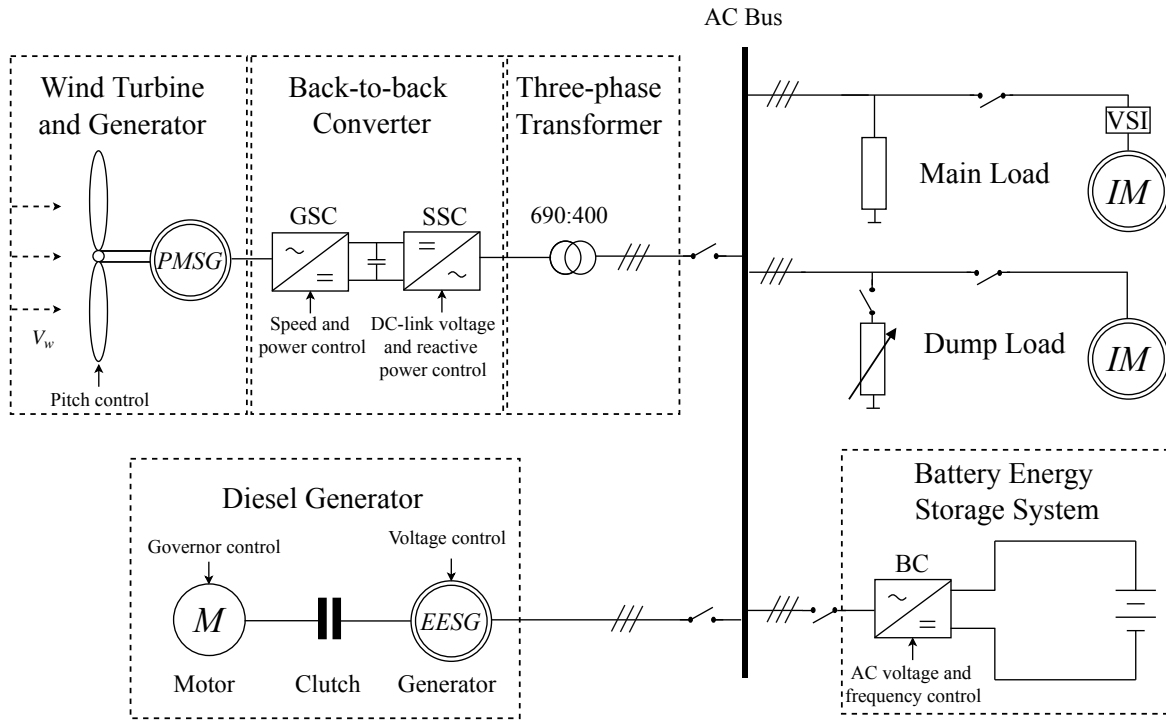 AC Bus
Wind Turbine
and Generator
V_w
PMSG
Pitch control
Back-to-back
Converter
GSC
SSC
Speed and
power control
DC-link voltage
and reactive
power control
Three-phase
Transformer
690:400
VSI
IM
Main Load
IM
Dump Load
Diesel Generator
Governor control
Voltage control
M
EESG
Motor
Clutch
Generator
Battery Energy
Storage System
BC
AC voltage and
frequency control